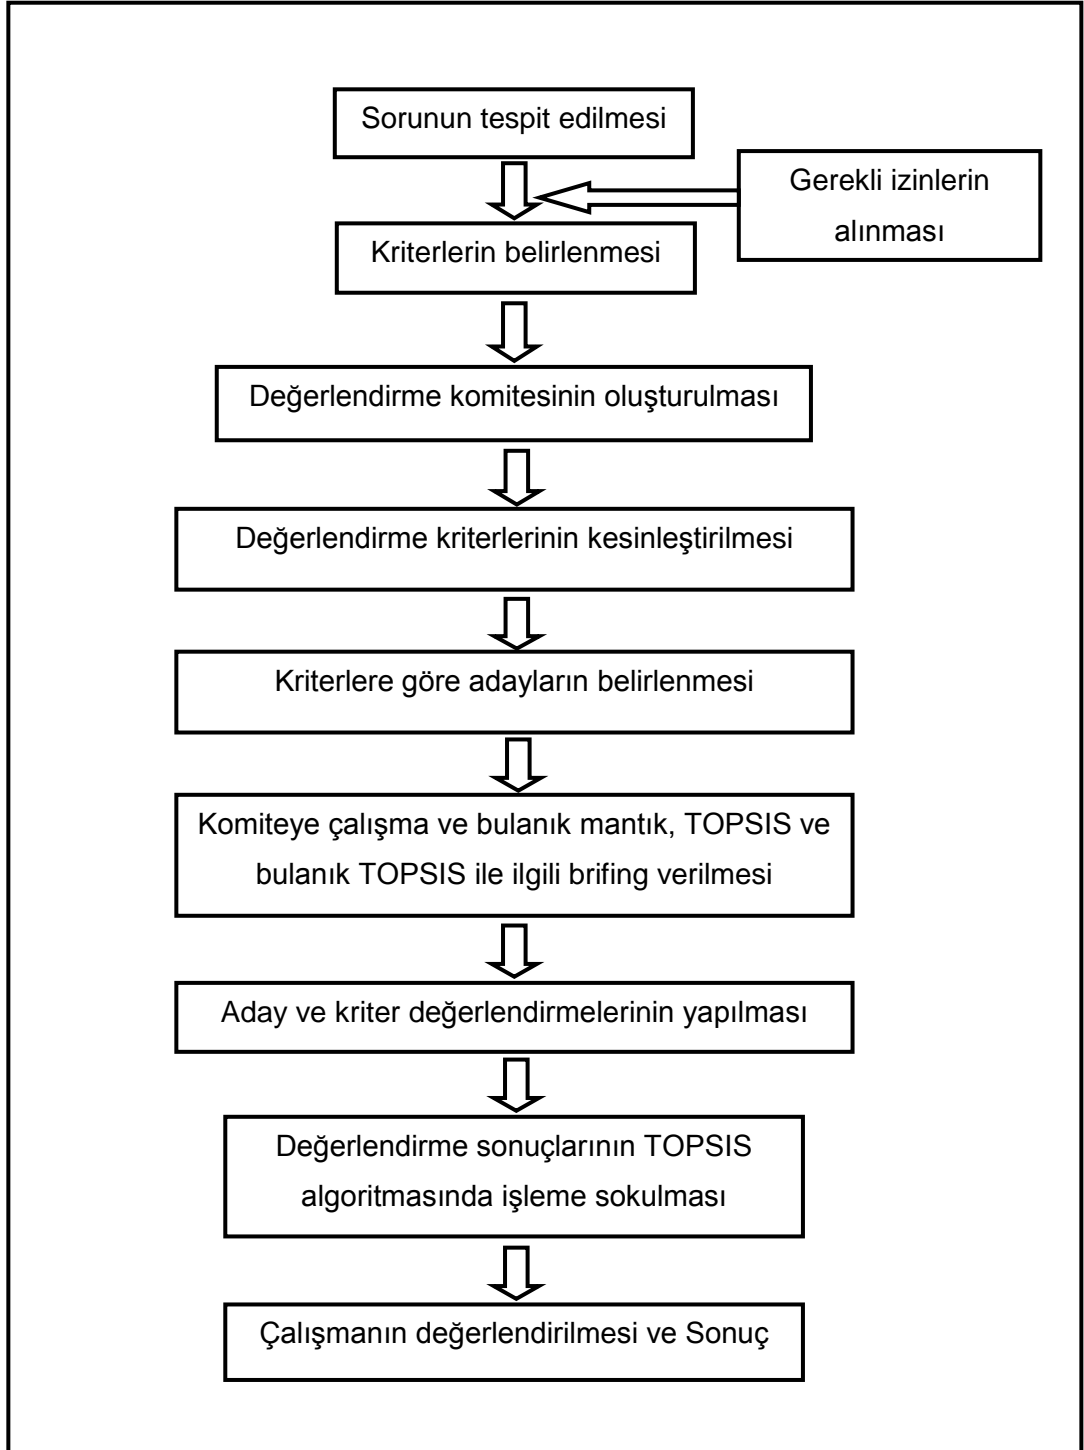 Sorunun tespit edilmesi
Gerekli izinlerin
alınması
Kriterlerin belirlenmesi
Değerlendirme komitesinin oluşturulması
Değerlendirme kriterlerinin kesinleştirilmesi
Kriterlere göre adayların belirlenmesi
Komiteye çalışma ve bulanık mantık, TOPSIS ve
bulanık TOPSIS ile ilgili brifing verilmesi
Aday ve kriter değerlendirmelerinin yapılması
Değerlendirme sonuçlarının TOPSIS
algoritmasında işleme sokulması
Çalışmanın değerlendirilmesi ve Sonuç